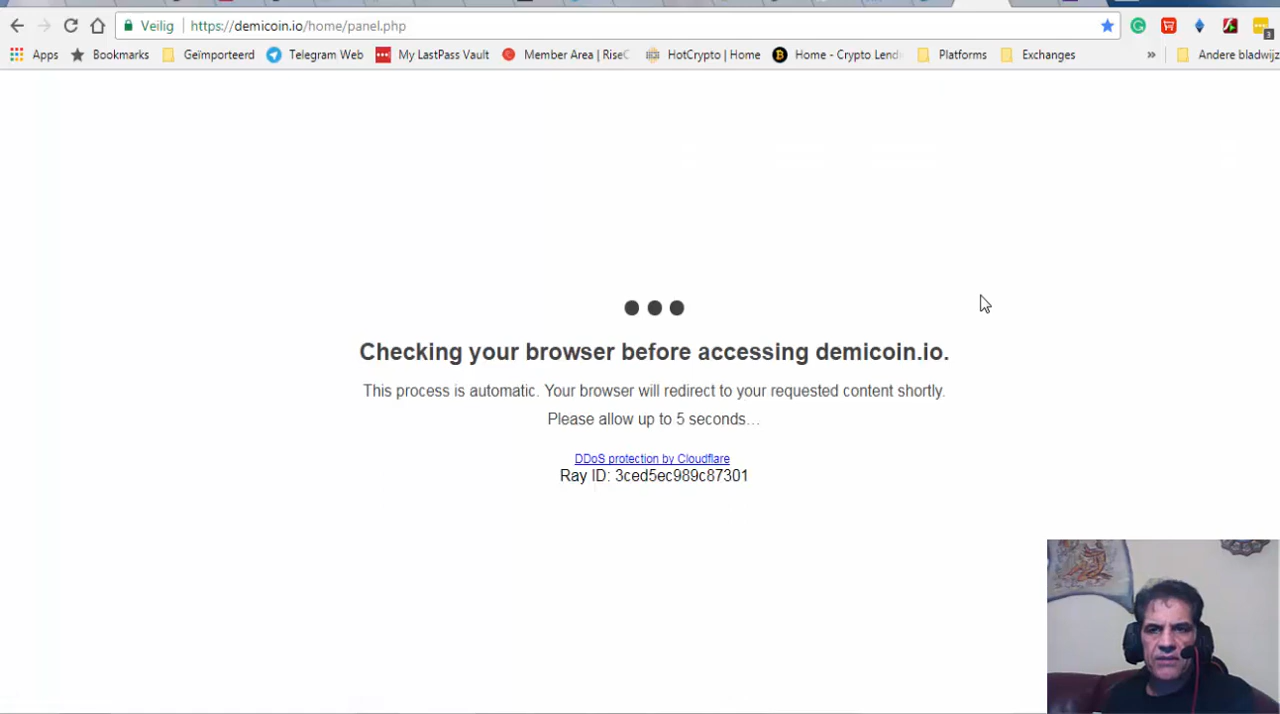 Veilig https://demicoin.io/home/panel.php
3
Apps Bookmarks Geïmporteerd Telegram Web My LastPass Vault Member Area | RiseC HotCrypto | Home Home - Crypto Lend Platforms Exchanges » Andere bladwijz
Checking your browser before accessing demicoin.io.
This process is automatic. Your browser will redirect to your requested content shortly.
Please allow up to 5 seconds…
DDoS protection by Cloudflare
Ray ID: 3ced5ec989c87301